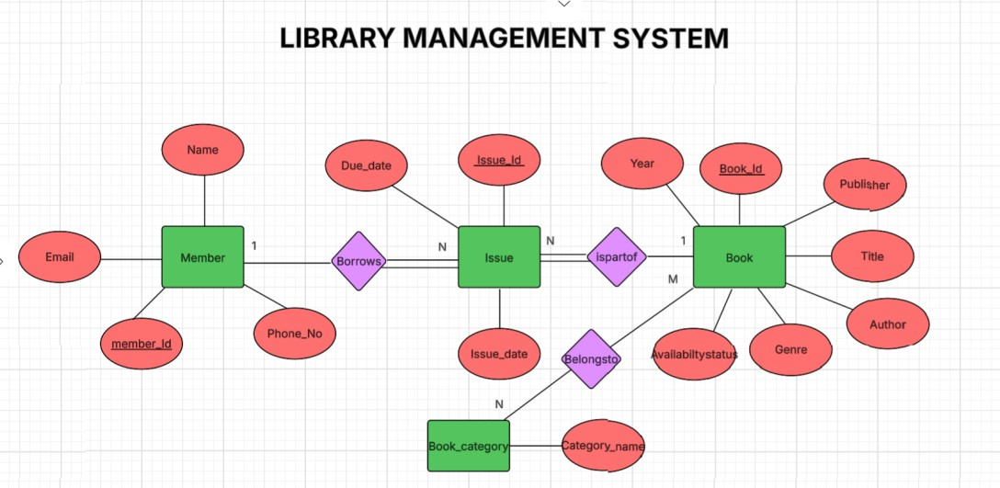 LIBRARY MANAGEMENT SYSTEM
Name
Due_date
Issue_Id
Year
Book_Id
Publisher
Email
Member
1
Borrows
N
Issue
N
ispartof
1
Book
Title
M
member_Id
Phone_No
Issue_date
Belongsto
Availabiltystatus
Genre
Author
N
Book_category
Category_name